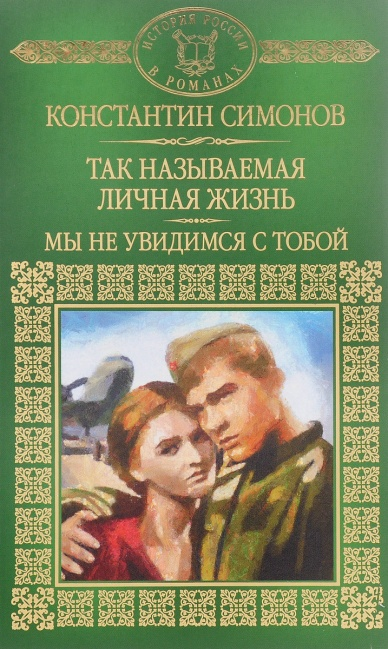 ИСТОРИЯ РОССИИ
В РОМАНАХ
КОНСТАНТИН СИМОНОВ
ТАК НАЗЫВАЕМАЯ
ЛИЧНАЯ ЖИЗНЬ
МЫ НЕ УВИДИМСЯ С ТОБОЙ